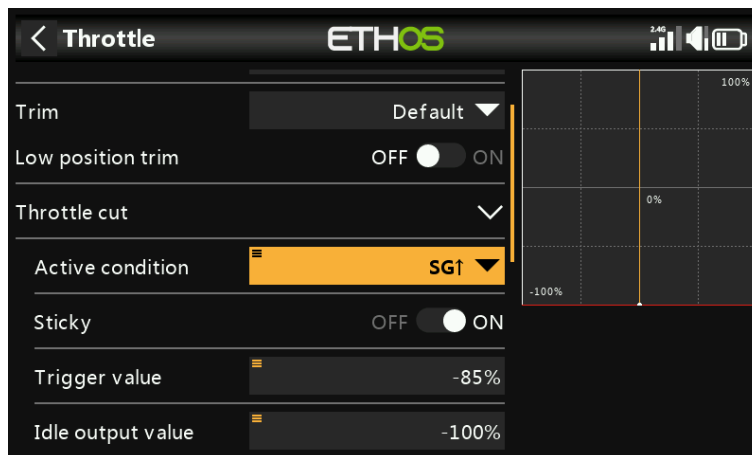 Throttle
ETHOS
2.4G
Trim
Default
Low position trim
OFF ON
Throttle cut
Active condition
SG↑
Sticky
OFF ON
Trigger value
-85%
Idle output value
-100%
100%
0%
-100%